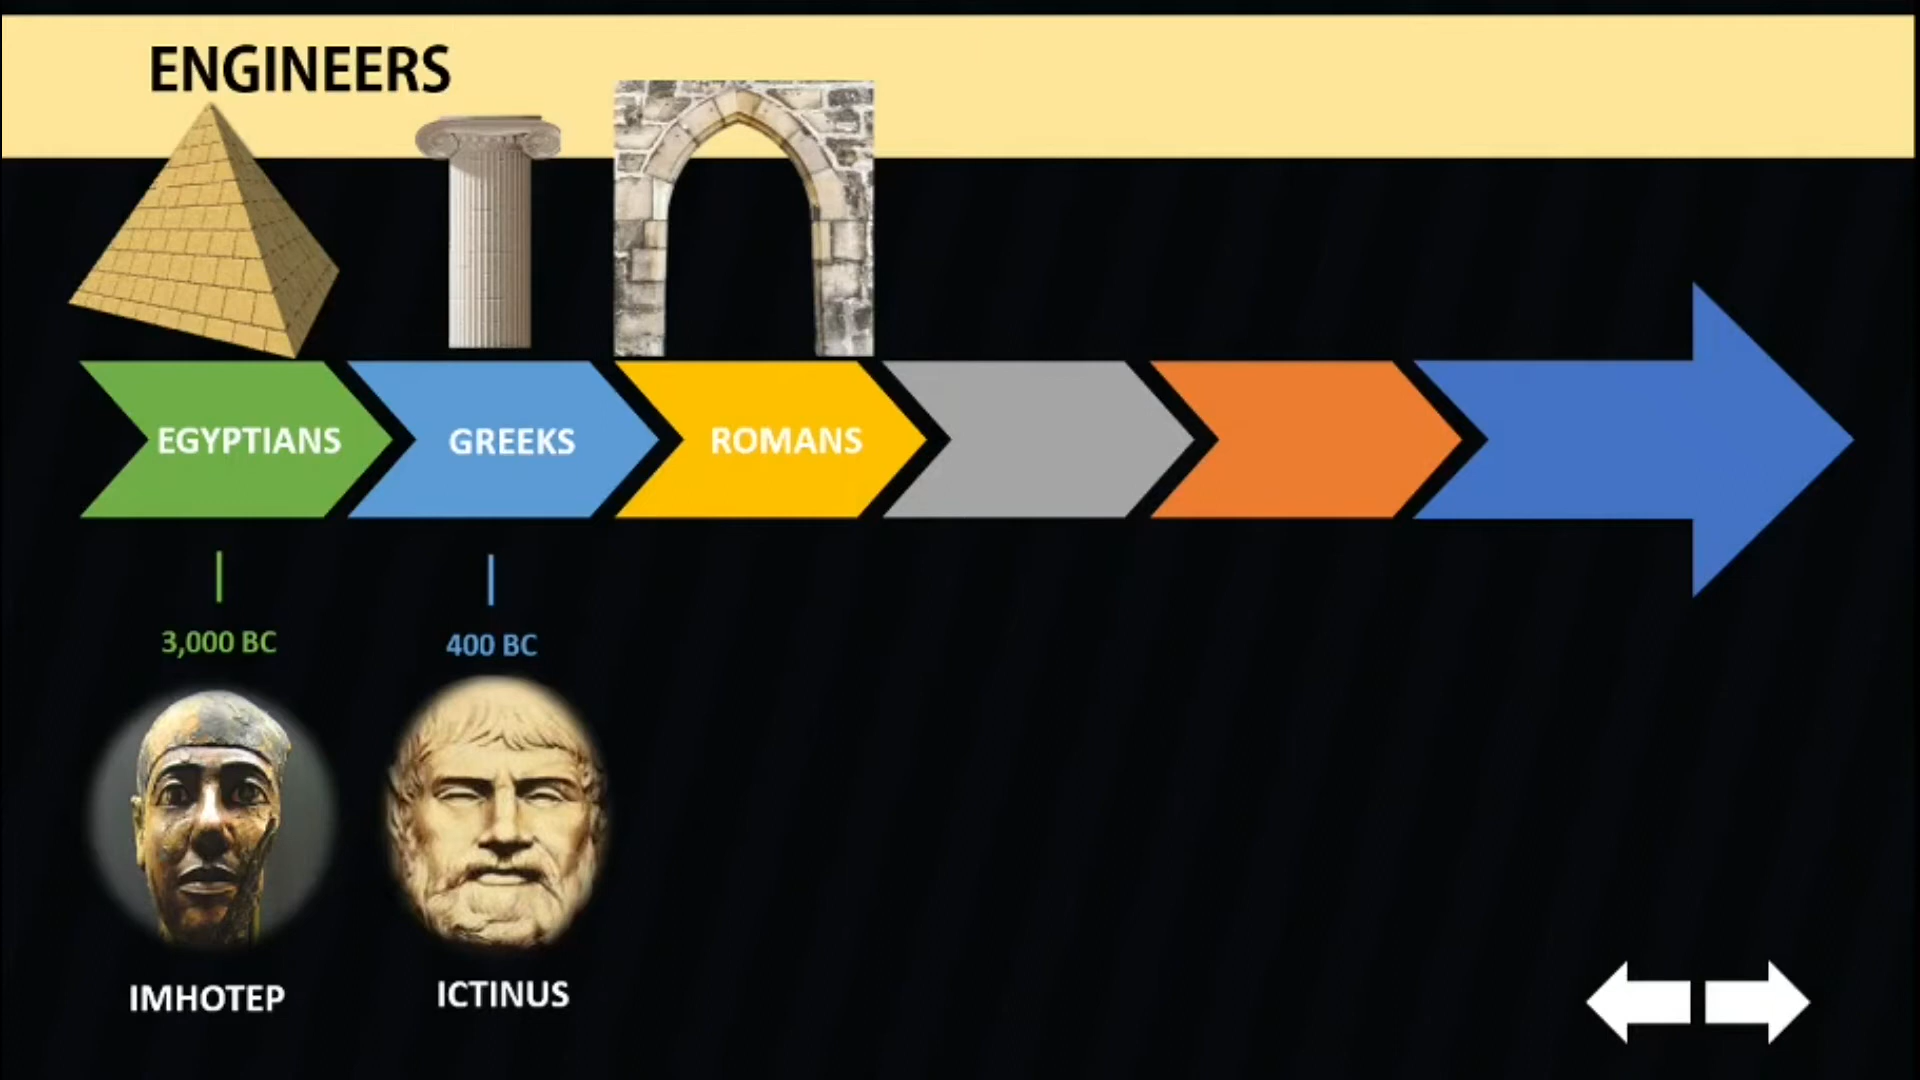 ENGINEERS
EGYPTIANS
GREEKS
ROMANS
3,000 BC
400 BC
IMHOTEP
ICTINUS